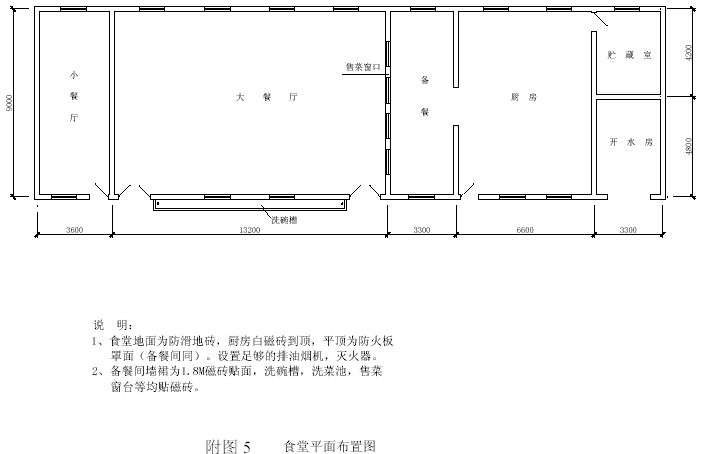 小餐厅
大 餐 厅
售菜窗口
备餐
厨 房
贮 藏 室
开 水 房
9000
4200
4800
洗碗槽
3600
13200
3300
6600
3300
说 明：
1、食堂地面为防滑地砖，厨房白磁砖到顶，平顶为防火板
罩面（备餐间同）。设置足够的排油烟机，灭火器。
2、备餐间墙裙为1.8M磁砖贴面，洗碗槽，洗菜池，售菜
窗台等均贴磁砖。
附图 5 食堂平面布置图